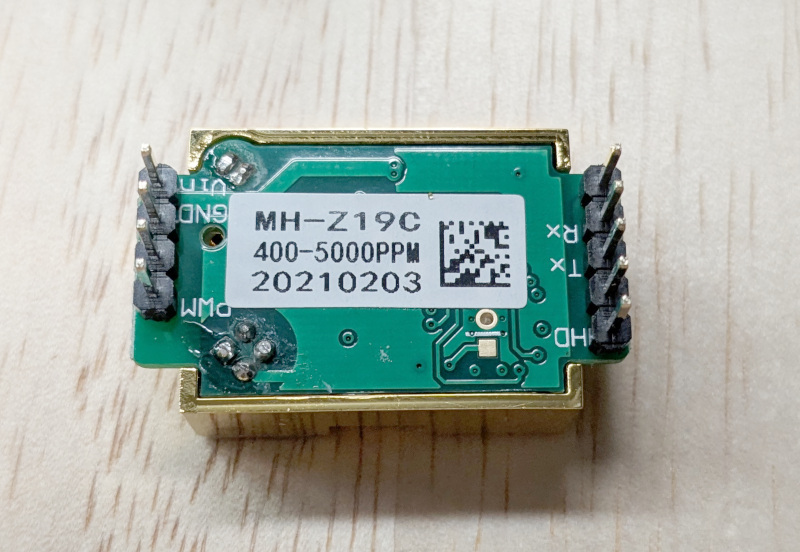 Vin
GND
PWM
MH-Z19C
400-5000PPM
20210203
Rx
Tx
HD